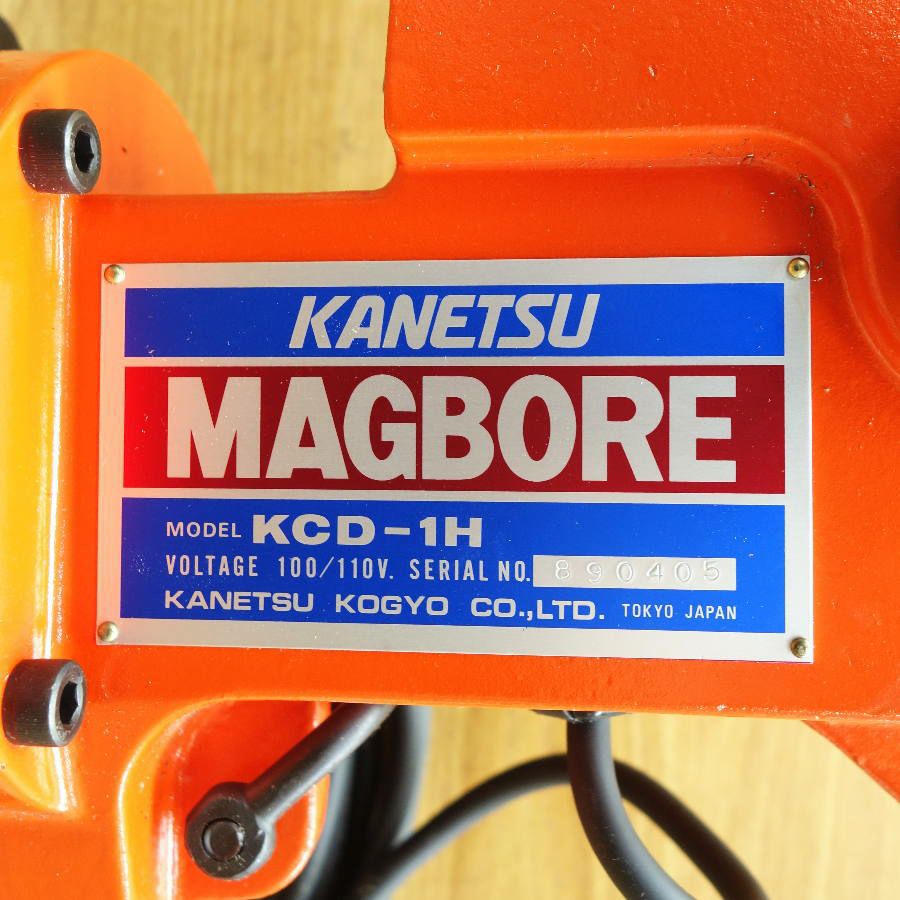 KANETSU
MAGBORE
MODEL KCD-1H
VOLTAGE 100/110V. SERIAL NO. 890405
KANETSU KOGYO CO.,LTD. TOKYO JAPAN